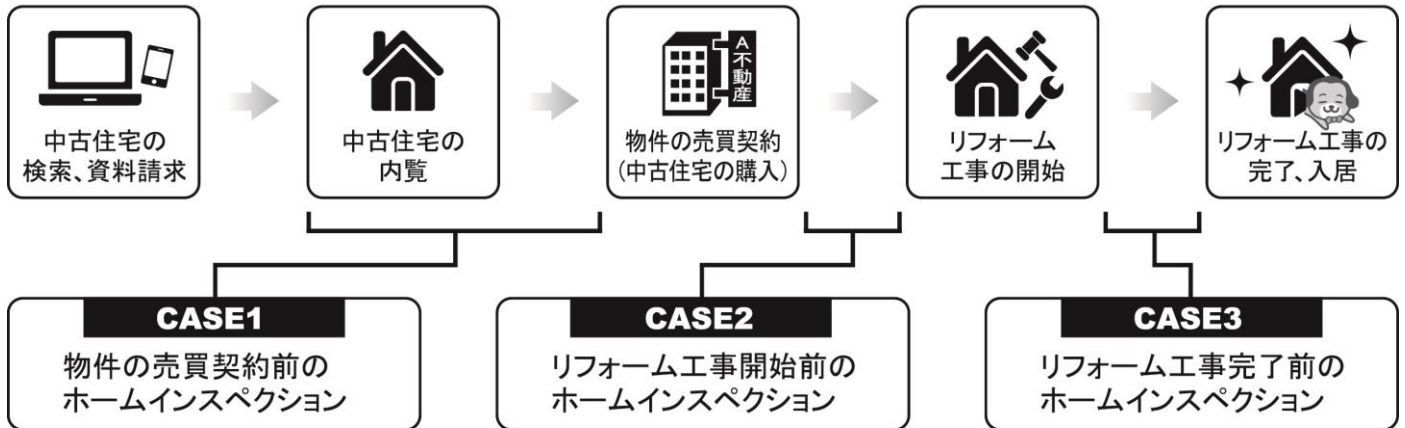 中古住宅の
検索、資料請求
中古住宅の
内覧
A不動産
物件の売買契約
(中古住宅の購入)
リフォーム
工事の開始
リフォーム工事の
完了、入居
CASE1
物件の売買契約前の
ホームインスペクション
CASE2
リフォーム工事開始前の
ホームインスペクション
CASE3
リフォーム工事完了前の
ホームインスペクション